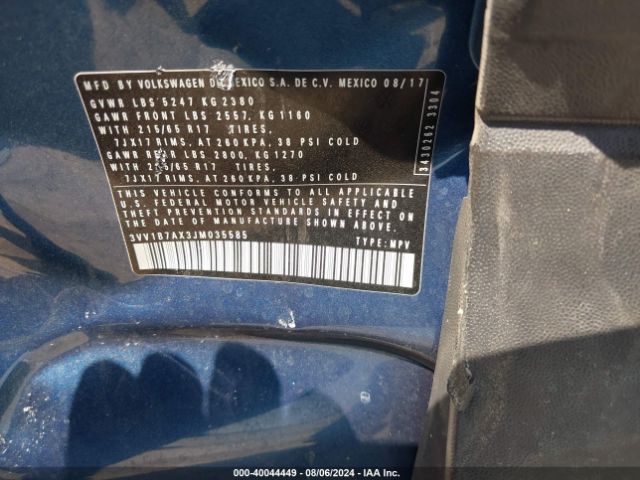 MFD BY VOLKSWAGEN DE MEXICO S.A. DE C.V. MEXICO 08/17
GVWR LBS 5247 KG 2380
GAWR FRONT LBS 2557, KG 1160
WITH 215/65 R17 TIRES,
7JX17 RIMS, AT 260 KPA, 38 PSI COLD
GAWR REAR LBS 2800, KG 1270
WITH 215/65 R17 TIRES,
7JX17 RIMS, AT 260 KPA, 38 PSI COLD
THIS VEHICLE CONFORMS TO ALL APPLICABLE
U.S. FEDERAL MOTOR VEHICLE SAFETY AND
THEFT PREVENTION STANDARDS IN EFFECT ON
THE DATE OF MANUFACTURE SHOWN ABOVE
3VV1B7AX3JM035585
TYPE: MPV
3430262 3304
000-40044449 — 08/06/2024 — IAA Inc.